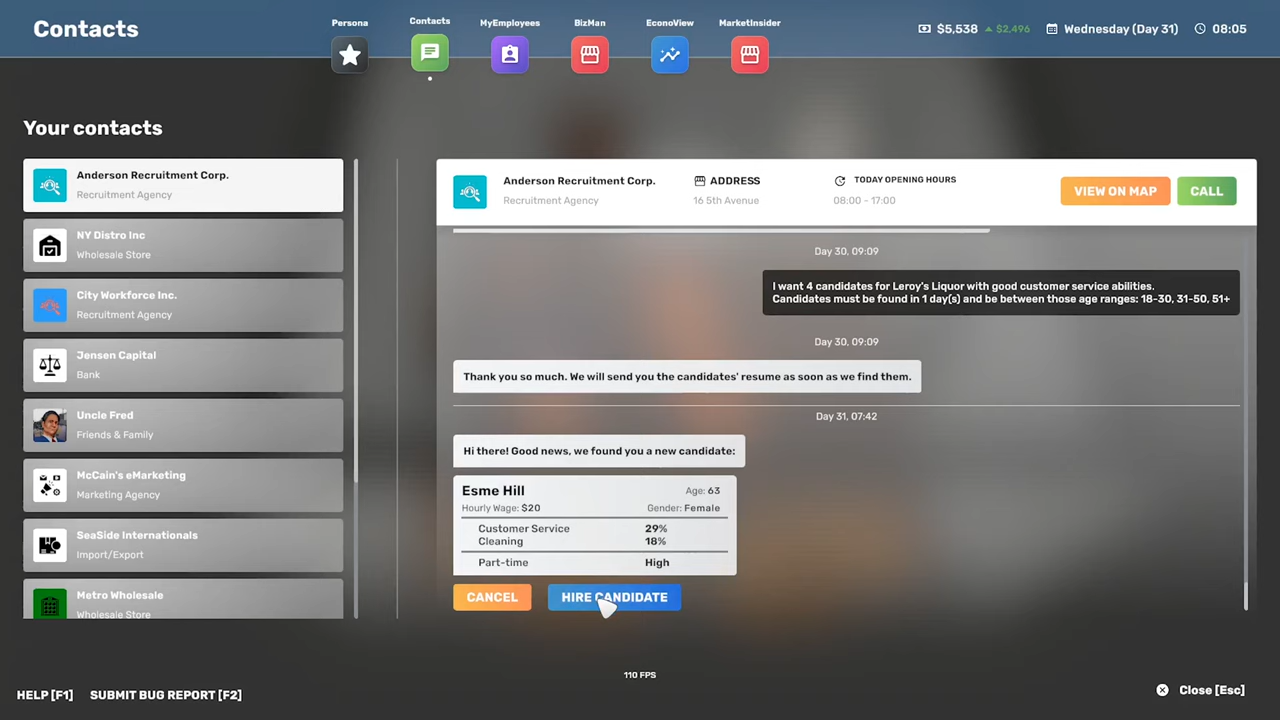 Contacts
Persona
Contacts
MyEmployees
BizMan
EconoView
MarketInsider
$5,538 $2,496
Wednesday (Day 31)
08:05
Your contacts
Anderson Recruitment Corp.
Recruitment Agency
NY Distro Inc
Wholesale Store
City Workforce Inc.
Recruitment Agency
Jensen Capital
Bank
Uncle Fred
Friends & Family
McCain's eMarketing
Marketing Agency
SeaSide Internationals
Import/Export
Metro Wholesale
Wholesale Store
Anderson Recruitment Corp.
Recruitment Agency
ADDRESS
16 5th Avenue
TODAY OPENING HOURS
08:00 - 17:00
VIEW ON MAP
CALL
Day 30, 09:09
I want 4 candidates for Leroy's Liquor with good customer service abilities.
Candidates must be found in 1 day(s) and be between those age ranges: 18-30, 31-50, 51+
Day 30, 09:09
Thank you so much. We will send you the candidates' resume as soon as we find them.
Day 31, 07:42
Hi there! Good news, we found you a new candidate:
Esme Hill Age: 63
Hourly Wage: $20 Gender: Female
Customer Service 29%
Cleaning 18%
Part-time High
CANCEL
HIRE CANDIDATE
110 FPS
HELP [F1]
SUBMIT BUG REPORT [F2]
Close [Esc]